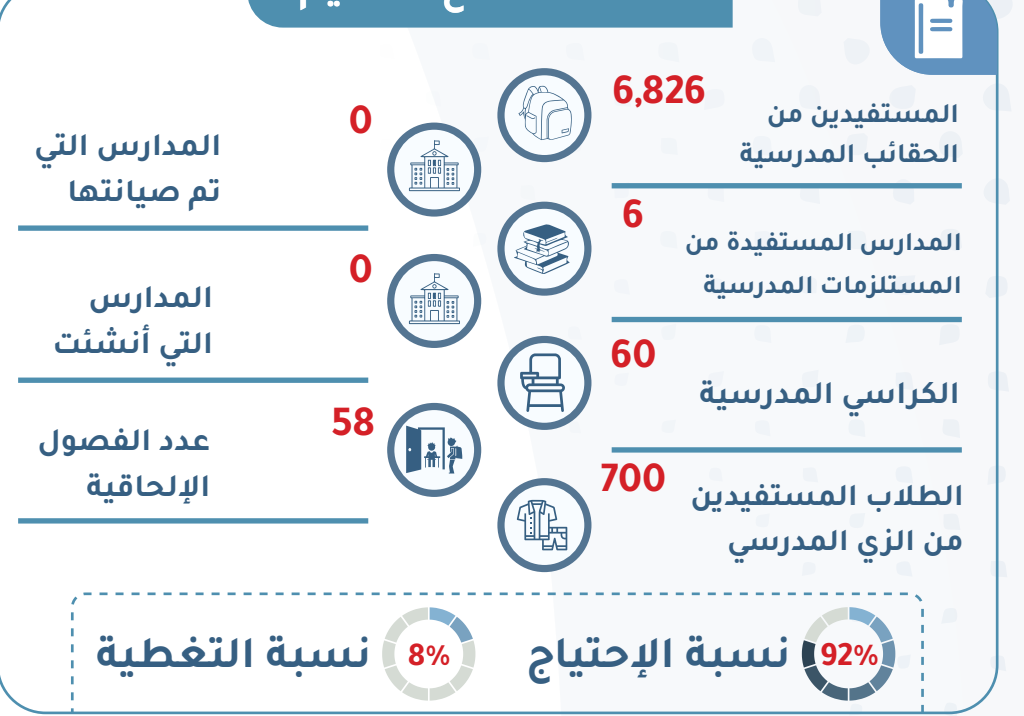 6,826
المستفيدين من
الحقائب المدرسية
6
المدارس المستفيدة من
المستلزمات المدرسية
60
الكراسي المدرسية
700
الطلاب المستفيدين
من الزي المدرسي
0
المدارس التي
تم صيانتها
0
المدارس
التي أنشئت
58
عدد الفصول
الإلحاقية
92% نسبة الإحتياج
8% نسبة التغطية